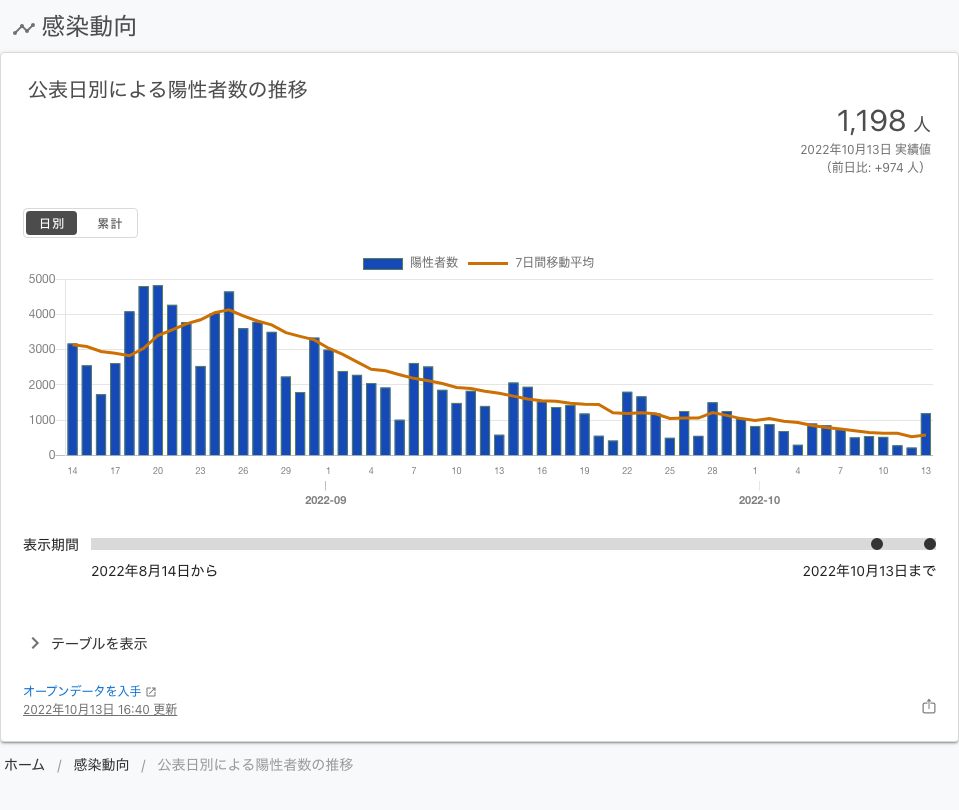 感染動向
公表日別による陽性者数の推移
1,198 人
2022年10月13日 実績値
（前日比: +974 人）
日別 累計
陽性者数 7日間移動平均
5000
4000
3000
2000
1000
0
14 17 20 23 26 29 1 4 7 10 13 16 19 22 25 28 1 4 7 10 13
2022-09 2022-10
表示期間
2022年8月14日から 2022年10月13日まで
テーブルを表示
オープンデータを入手
2022年10月13日 16:40 更新
ホーム / 感染動向 / 公表日別による陽性者数の推移